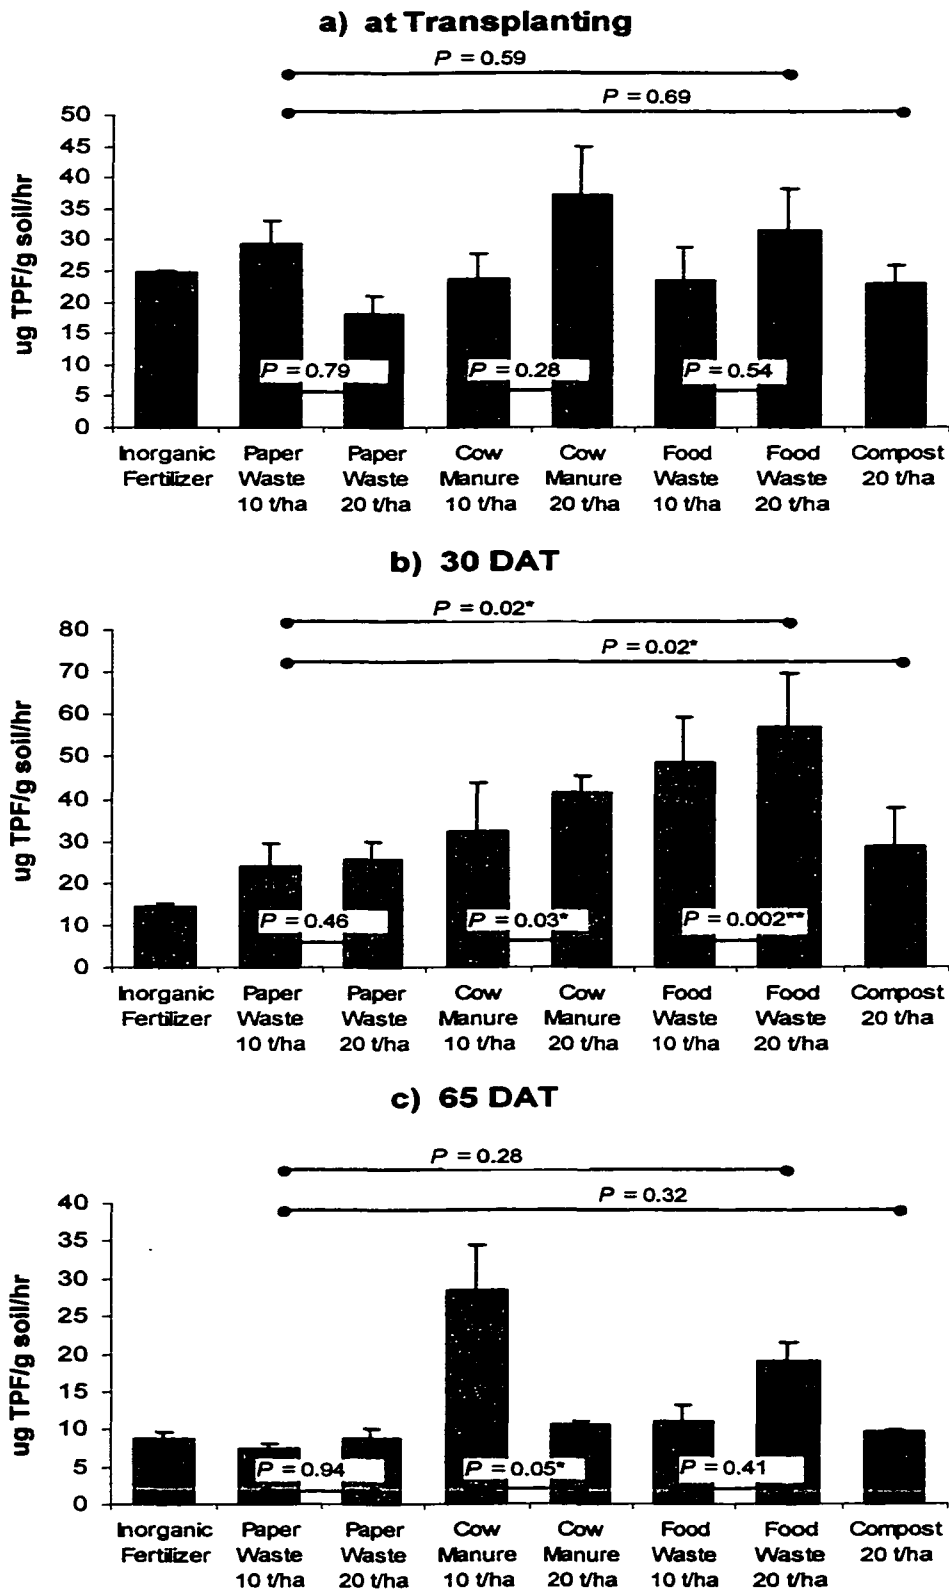 a) at Transplanting
P = 0.59
P = 0.69
50
45
40
35
30
25
20
15
10
5
0
ug TPF/g soil/hr
P = 0.79
P = 0.28
P = 0.54
Inorganic Fertilizer
Paper Waste 10 t/ha
Paper Waste 20 t/ha
Cow Manure 10 t/ha
Cow Manure 20 t/ha
Food Waste 10 t/ha
Food Waste 20 t/ha
Compost 20 t/ha
b) 30 DAT
P = 0.02*
P = 0.02*
80
70
60
50
40
30
20
10
0
ug TPF/g soil/hr
P = 0.46
P = 0.03*
P = 0.002**
Inorganic Fertilizer
Paper Waste 10 t/ha
Paper Waste 20 t/ha
Cow Manure 10 t/ha
Cow Manure 20 t/ha
Food Waste 10 t/ha
Food Waste 20 t/ha
Compost 20 t/ha
c) 65 DAT
P = 0.28
P = 0.32
40
35
30
25
20
15
10
5
0
ug TPF/g soil/hr
P = 0.94
P = 0.05*
P = 0.41
Inorganic Fertilizer
Paper Waste 10 t/ha
Paper Waste 20 t/ha
Cow Manure 10 t/ha
Cow Manure 20 t/ha
Food Waste 10 t/ha
Food Waste 20 t/ha
Compost 20 t/ha